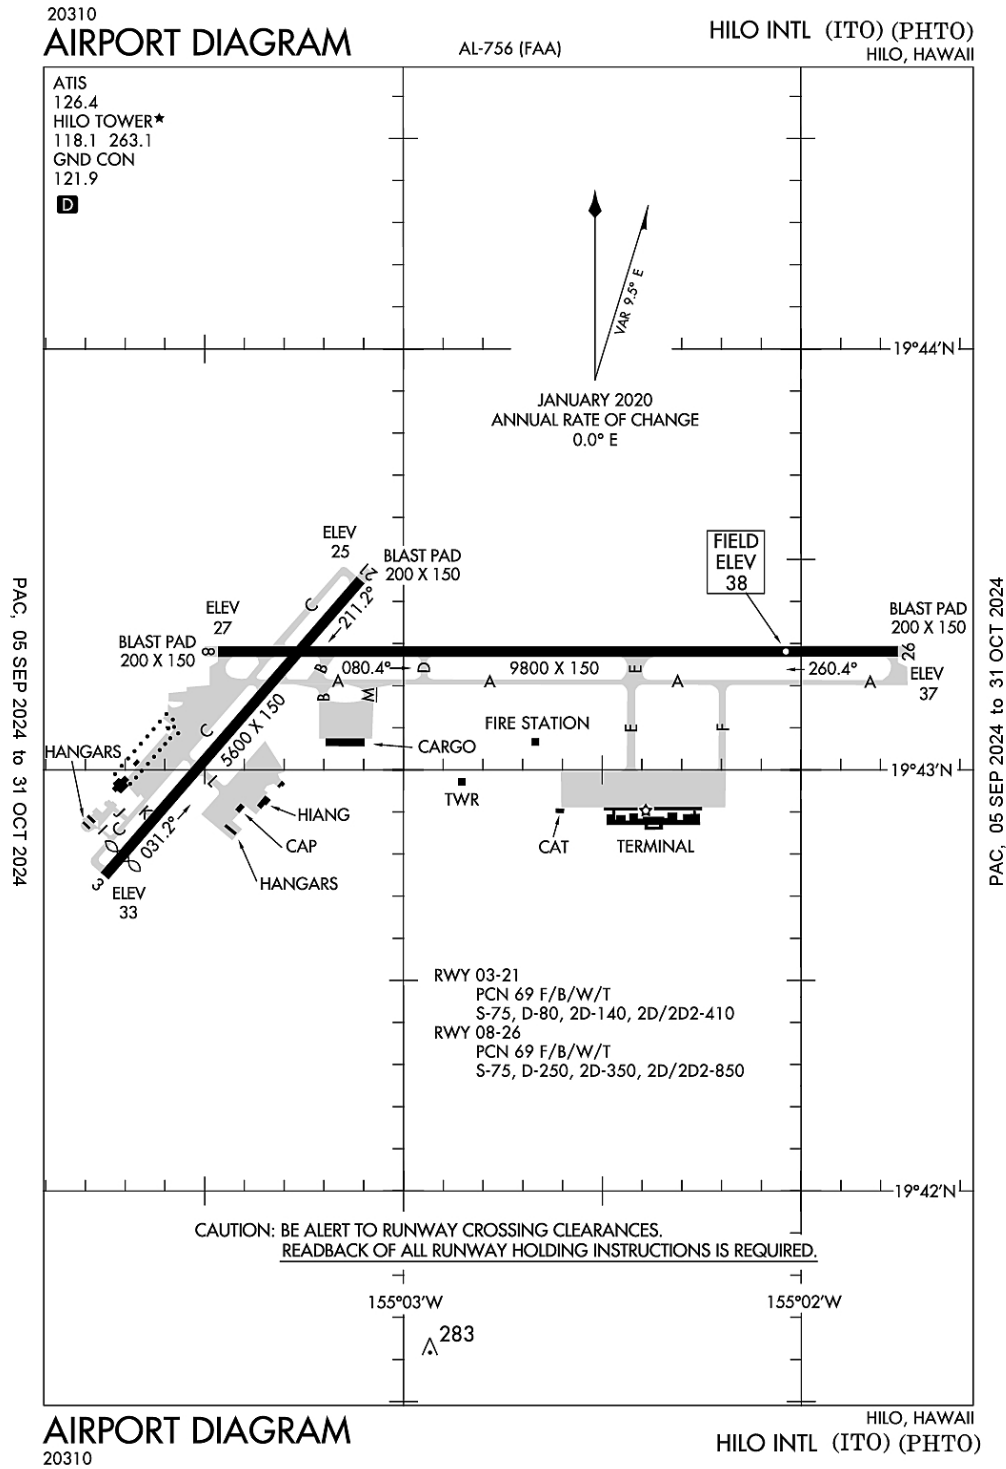 20310
AIRPORT DIAGRAM
AL-756 (FAA)
HILO INTL (ITO) (PHTO)
HILO, HAWAII
ATIS
126.4
HILO TOWER★
118.1 263.1
GND CON
121.9
D
VAR 9.5° E
19°44'N
JANUARY 2020
ANNUAL RATE OF CHANGE
0.0° E
ELEV
25
BLAST PAD
200 X 150
21
211.2°
C
FIELD
ELEV
38
ELEV
27
BLAST PAD
200 X 150
8
BLAST PAD
200 X 150
26
ELEV
37
B
080.4°
D
9800 X 150
E
260.4°
A
A
A
A
B
M
C
5600 X 150
L
E
F
FIRE STATION
CARGO
HANGARS
19°43'N
TWR
HIANG
CAP
HANGARS
CAT
TERMINAL
I
J
C
K
031.2°
3
ELEV
33
RWY 03-21
PCN 69 F/B/W/T
S-75, D-80, 2D-140, 2D/2D2-410
RWY 08-26
PCN 69 F/B/W/T
S-75, D-250, 2D-350, 2D/2D2-850
19°42'N
CAUTION: BE ALERT TO RUNWAY CROSSING CLEARANCES.
READBACK OF ALL RUNWAY HOLDING INSTRUCTIONS IS REQUIRED.
155°03'W
155°02'W
283
PAC, 05 SEP 2024 to 31 OCT 2024
PAC, 05 SEP 2024 to 31 OCT 2024
AIRPORT DIAGRAM
20310
HILO, HAWAII
HILO INTL (ITO) (PHTO)